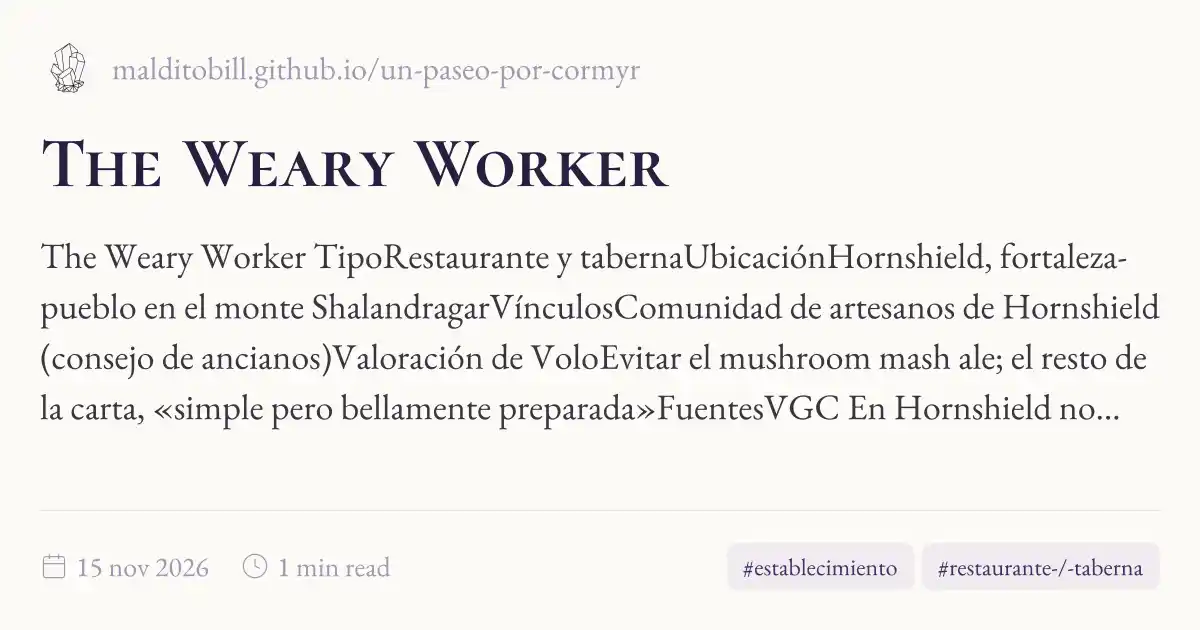 malditobill.github.io/un-paseo-por-cormyr
The Weary Worker
The Weary Worker TipoRestaurante y tabernaUbicaciónHornshield, fortaleza-
pueblo en el monte ShalandragarVínculosComunidad de artesanos de Hornshield
(consejo de ancianos)Valoración de VoloEvitar el mushroom mash ale; el resto de
la carta, «simple pero bellamente preparada»FuentesVGC En Hornshield no...
15 nov 2026 1 min read #establecimiento #restaurante-/-taberna